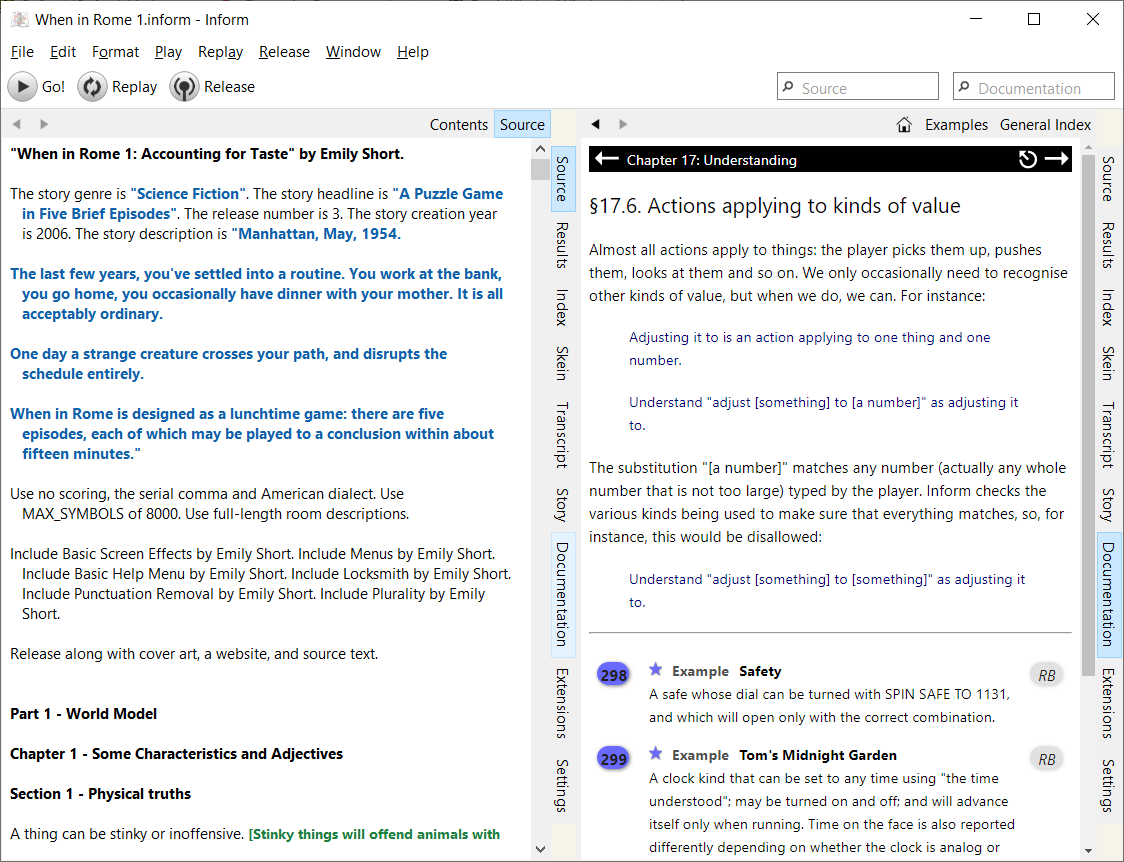 When in Rome 1.inform - Inform
File Edit Format Play Replay Release Window Help
Go! Replay Release
Source
Documentation
Contents Source
"When in Rome 1: Accounting for Taste" by Emily Short.
The story genre is "Science Fiction". The story headline is "A Puzzle Game
in Five Brief Episodes". The release number is 3. The story creation year
is 2006. The story description is "Manhattan, May, 1954.
The last few years, you've settled into a routine. You work at the bank,
you go home, you occasionally have dinner with your mother. It is all
acceptably ordinary.
One day a strange creature crosses your path, and disrupts the
schedule entirely.
When in Rome is designed as a lunchtime game: there are five
episodes, each of which may be played to a conclusion within about
fifteen minutes."
Use no scoring, the serial comma and American dialect. Use
MAX_SYMBOLS of 8000. Use full-length room descriptions.
Include Basic Screen Effects by Emily Short. Include Menus by Emily Short.
Include Basic Help Menu by Emily Short. Include Locksmith by Emily Short.
Include Punctuation Removal by Emily Short. Include Plurality by Emily
Short.
Release along with cover art, a website, and source text.
Part 1 - World Model
Chapter 1 - Some Characteristics and Adjectives
Section 1 - Physical truths
A thing can be stinky or inoffensive. [Stinky things will offend animals with
Source
Results
Index
Skein
Transcript
Story
Documentation
Extensions
Settings
Examples General Index
Chapter 17: Understanding
§17.6. Actions applying to kinds of value
Almost all actions apply to things: the player picks them up, pushes
them, looks at them and so on. We only occasionally need to recognise
other kinds of value, but when we do, we can. For instance:
Adjusting it to is an action applying to one thing and one
number.
Understand "adjust [something] to [a number]" as adjusting it
to.
The substitution "[a number]" matches any number (actually any whole
number that is not too large) typed by the player. Inform checks the
various kinds being used to make sure that everything matches, so, for
instance, this would be disallowed:
Understand "adjust [something] to [something]" as adjusting it
to.
298 Example Safety RB
A safe whose dial can be turned with SPIN SAFE TO 1131,
and which will open only with the correct combination.
299 Example Tom's Midnight Garden RB
A clock kind that can be set to any time using "the time
understood"; may be turned on and off; and will advance
itself only when running. Time on the face is also reported
differently depending on whether the clock is analog or
Source
Results
Index
Skein
Transcript
Story
Documentation
Extensions
Settings